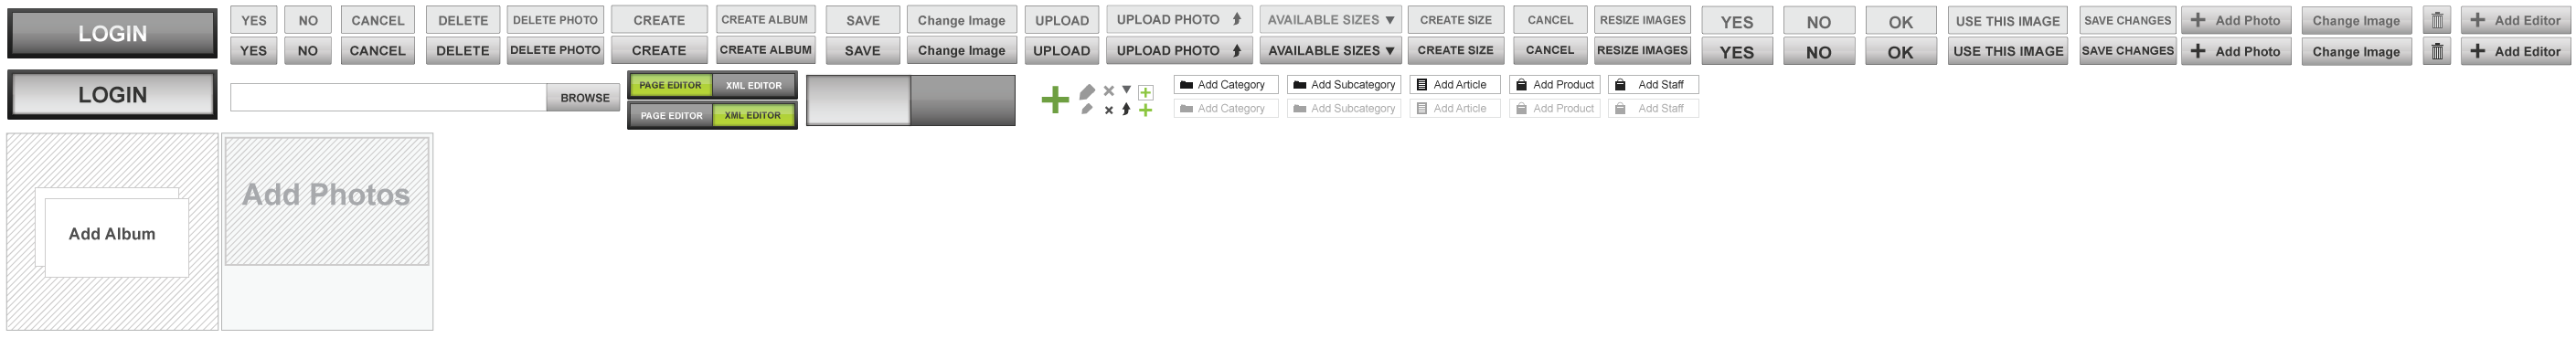 LOGIN
YES NO CANCEL DELETE DELETE PHOTO CREATE CREATE ALBUM SAVE Change Image UPLOAD UPLOAD PHOTO AVAILABLE SIZES CREATE SIZE CANCEL RESIZE IMAGES YES NO OK USE THIS IMAGE SAVE CHANGES Add Photo Change Image Add Editor
YES NO CANCEL DELETE DELETE PHOTO CREATE CREATE ALBUM SAVE Change Image UPLOAD UPLOAD PHOTO AVAILABLE SIZES CREATE SIZE CANCEL RESIZE IMAGES YES NO OK USE THIS IMAGE SAVE CHANGES Add Photo Change Image Add Editor
LOGIN
BROWSE
PAGE EDITOR XML EDITOR
PAGE EDITOR XML EDITOR
Add Category Add Subcategory Add Article Add Product Add Staff
Add Category Add Subcategory Add Article Add Product Add Staff
Add Album
Add Photos